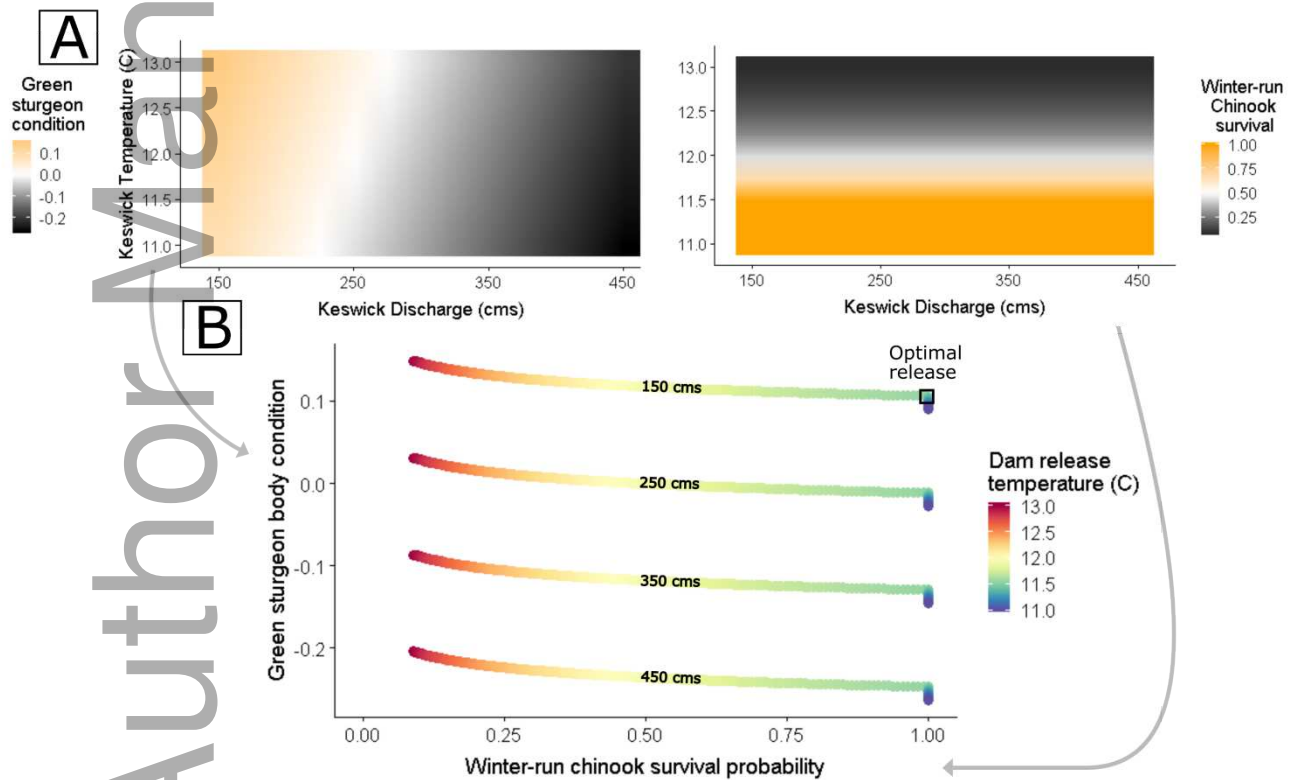 A
Green
sturgeon
condition
0.1
0.0
-0.1
-0.2
Keswick Temperature (C)
13.0
12.5
12.0
11.5
11.0
150
250
350
450
Keswick Discharge (cms)
13.0
12.5
12.0
11.5
11.0
150
250
350
450
Keswick Discharge (cms)
Winter-run
Chinook
survival
1.00
0.75
0.50
0.25
B
Green sturgeon body condition
0.1
0.0
-0.1
-0.2
Optimal
release
150 cms
250 cms
350 cms
450 cms
0.00
0.25
0.50
0.75
1.00
Winter-run chinook survival probability
Dam release
temperature (C)
13.0
12.5
12.0
11.5
11.0
Author Man